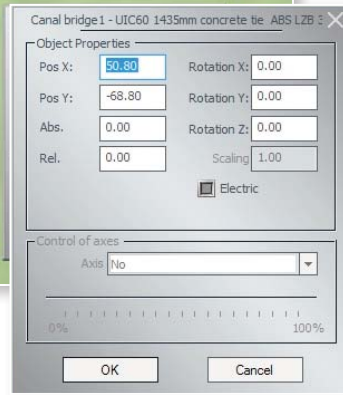 Canal bridge1 - UIC60 1435mm concrete tie ABS LZB
Object Properties
Pos X: 50.80 Rotation X: 0.00
Pos Y: -68.80 Rotation Y: 0.00
Abs. 0.00 Rotation Z: 0.00
Rel. 0.00 Scaling 1.00
Electric
Control of axes
Axis No
0% 100%
OK Cancel